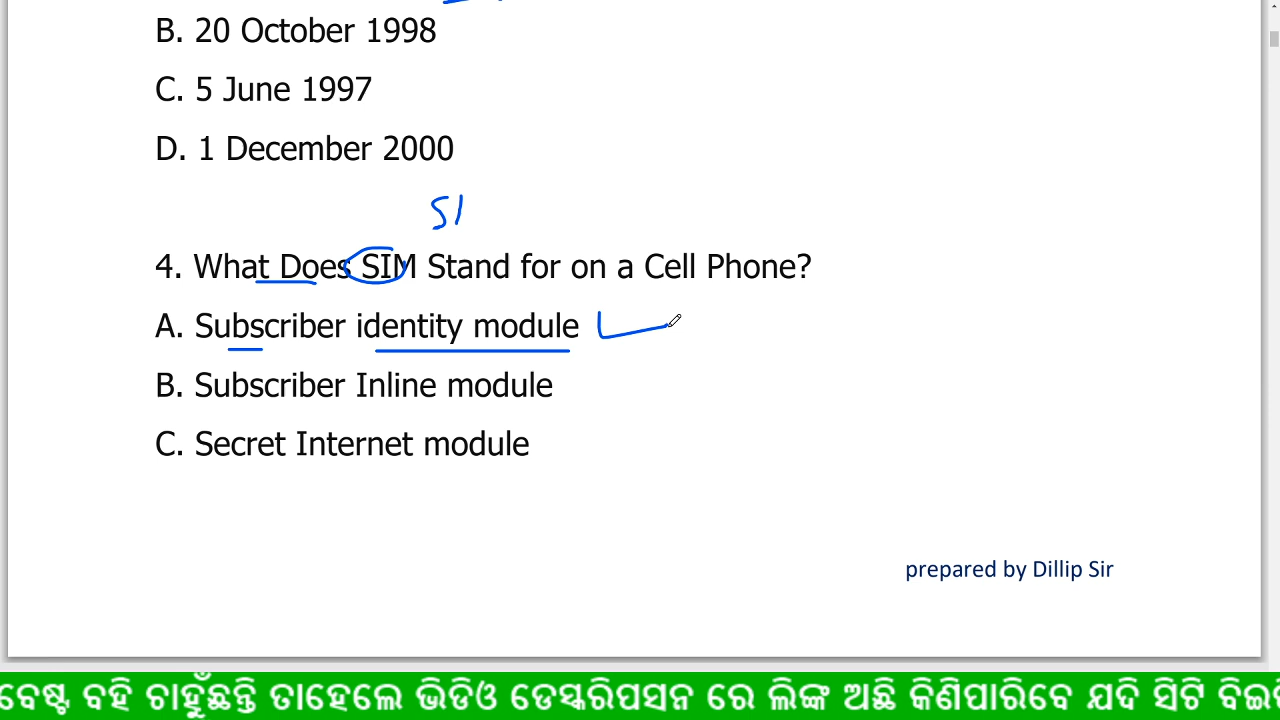 B. 20 October 1998
C. 5 June 1997
D. 1 December 2000
SI
4. What Does SIM Stand for on a Cell Phone?
A. Subscriber identity module
B. Subscriber Inline module
C. Secret Internet module
prepared by Dillip Sir
ବେଷ୍ଟ ବହି ଚାହୁଁଛନ୍ତି ତାହେଲେ ଭିଡିଓ ଡେସ୍କରିପସନ ରେ ଲିଙ୍କ ଅଛି କିଣିପାରିବେ ଯଦି ସିଟି ବିଇଡି